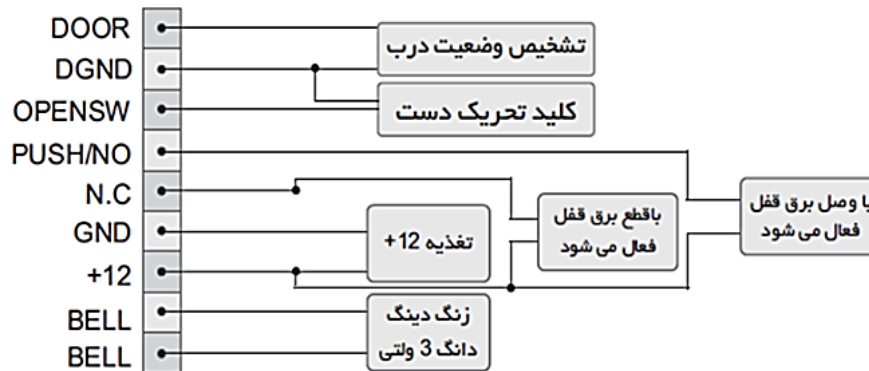 DOOR
DGND
OPENSW
PUSH/NO
N.C
GND
+12
BELL
BELL
تشخیص وضعیت درب
کلید تحریک دست
تغذیه 12+
باقطع برق قفل
فعال می شود
با وصل برق قفل
فعال می شود
زنگ دینگ
دانگ 3 ولتی